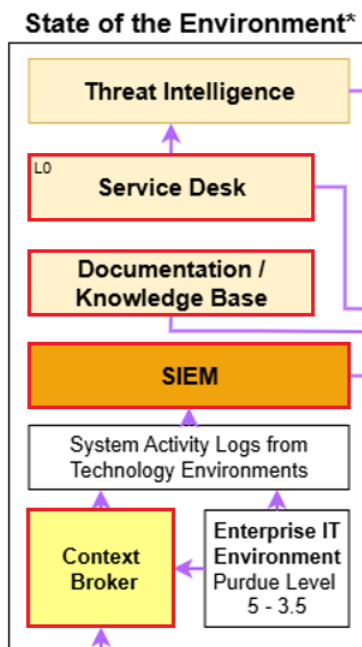 State of the Environment*
Threat Intelligence
L0
Service Desk
Documentation /
Knowledge Base
SIEM
System Activity Logs from
Technology Environments
Context
Broker
Enterprise IT
Environment
Purdue Level
5 - 3.5